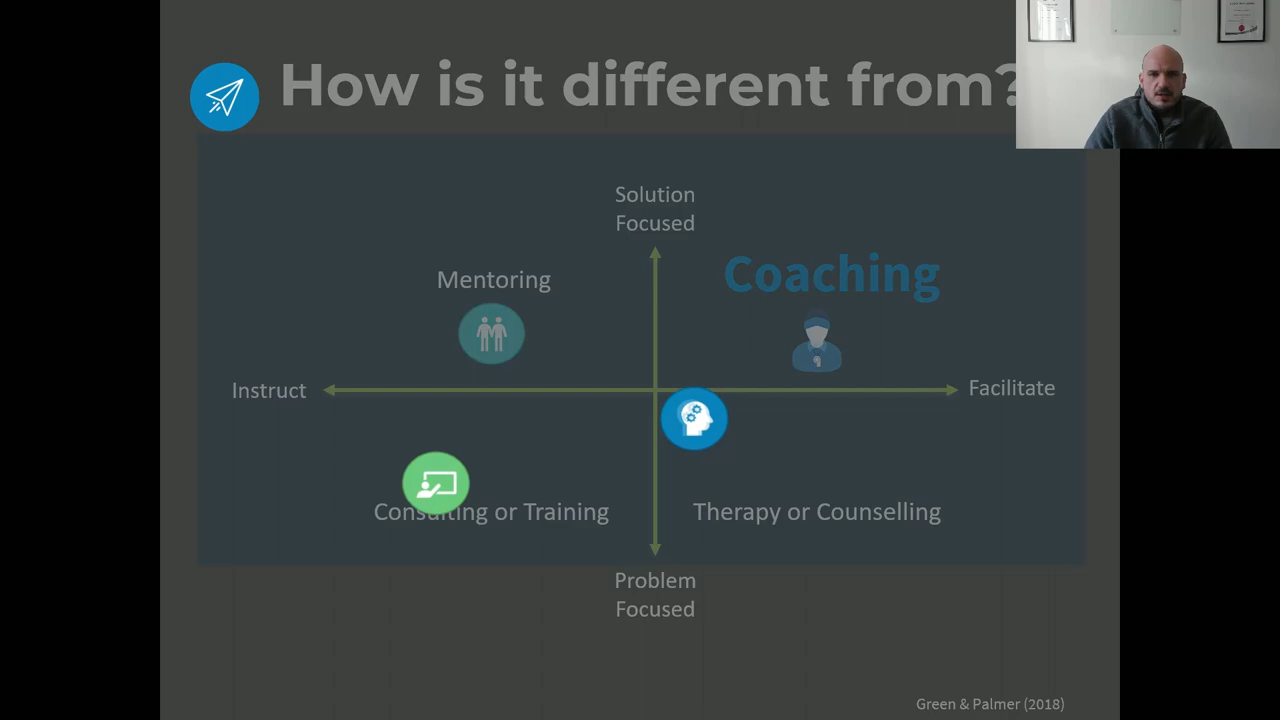 How is it different from?
Solution
Focused
Mentoring
Coaching
Instruct
Facilitate
Consulting or Training
Therapy or Counselling
Problem
Focused
Green & Palmer (2018)